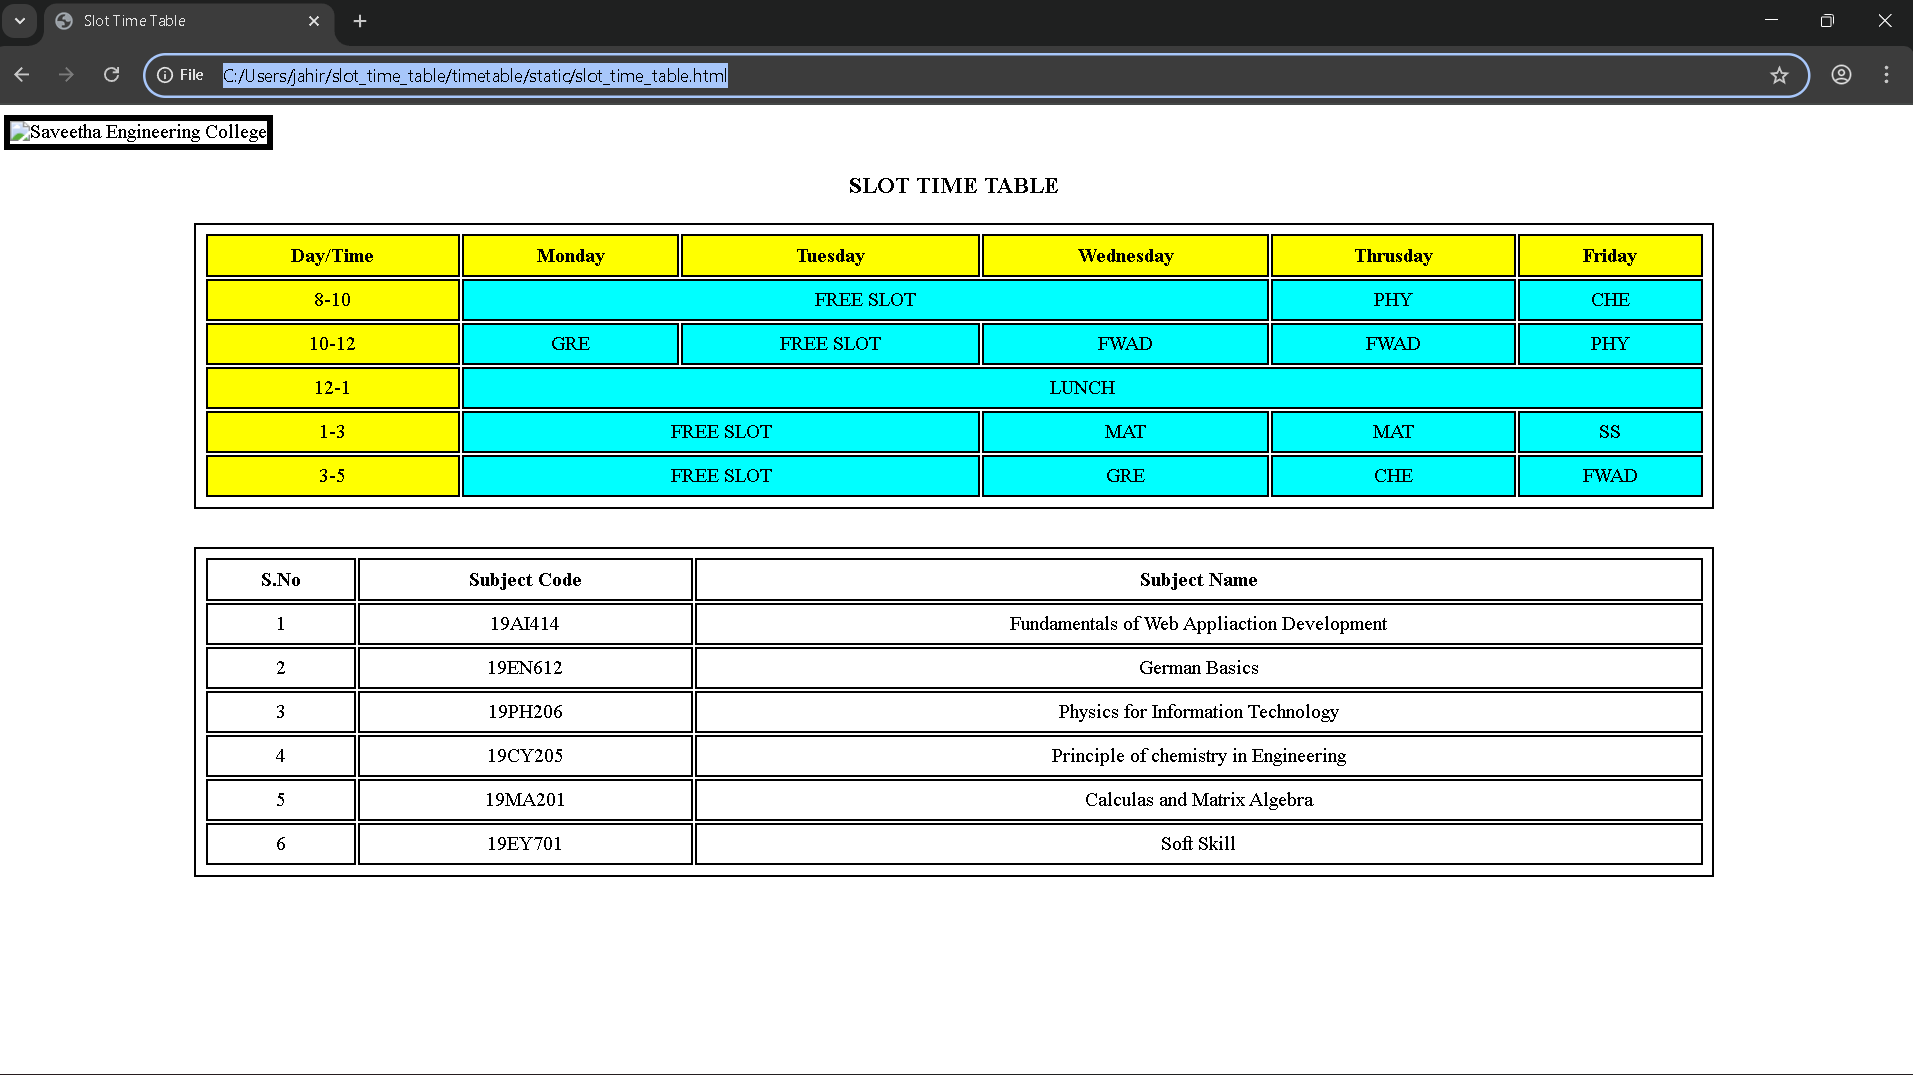 Slot Time Table
File C:/Users/jahir/slot_time_table/timetable/static/slot_time_table.html
Saveetha Engineering College
SLOT TIME TABLE
Day/Time Monday Tuesday Wednesday Thrusday Friday
8-10 FREE SLOT PHY CHE
10-12 GRE FREE SLOT FWAD FWAD PHY
12-1 LUNCH
1-3 FREE SLOT MAT MAT SS
3-5 FREE SLOT GRE CHE FWAD
S.No Subject Code Subject Name
1 19AI414 Fundamentals of Web Appliaction Development
2 19EN612 German Basics
3 19PH206 Physics for Information Technology
4 19CY205 Principle of chemistry in Engineering
5 19MA201 Calculas and Matrix Algebra
6 19EY701 Soft Skill